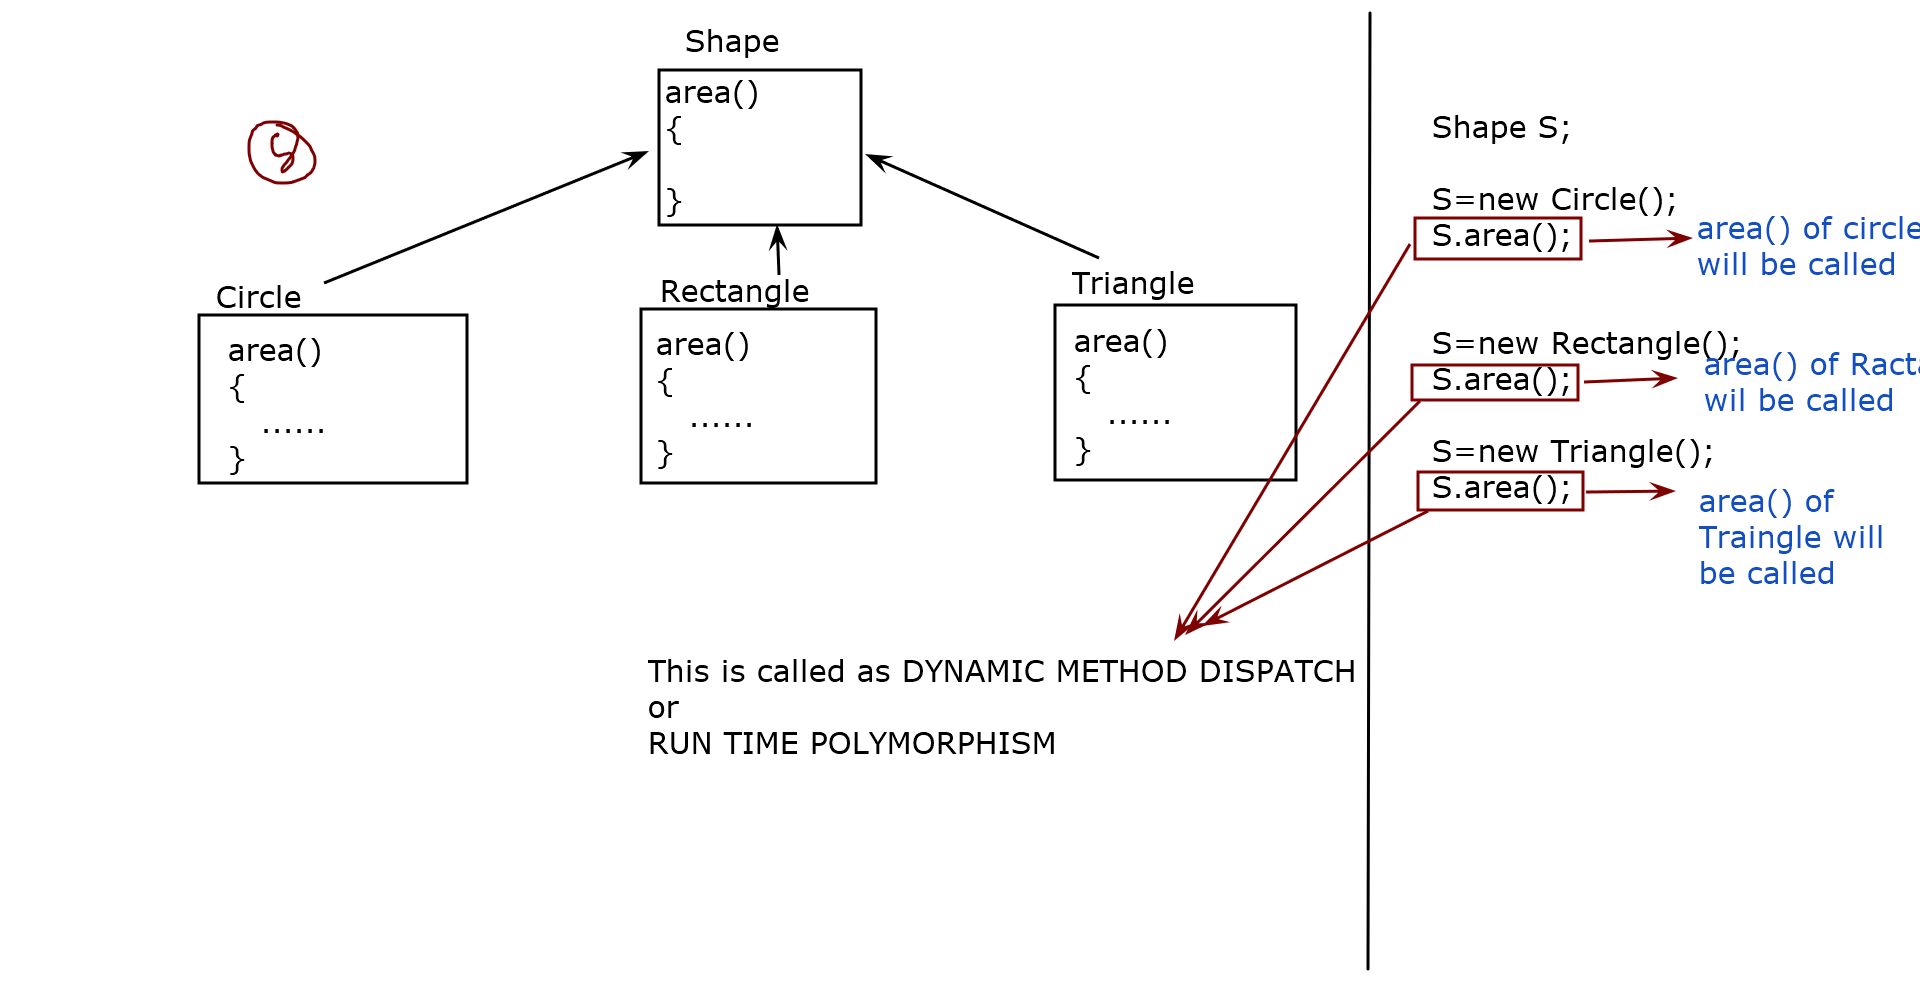 Shape
area()
{
}
Circle
area()
{
......
}
Rectangle
area()
{
......
}
Triangle
area()
{
......
}
This is called as DYNAMIC METHOD DISPATCH
or
RUN TIME POLYMORPHISM
Shape S;
S=new Circle();
S.area();
area() of circle
will be called
S=new Rectangle();
S.area();
area() of
wil be called
S=new Triangle();
S.area();
area() of
Traingle will
be called